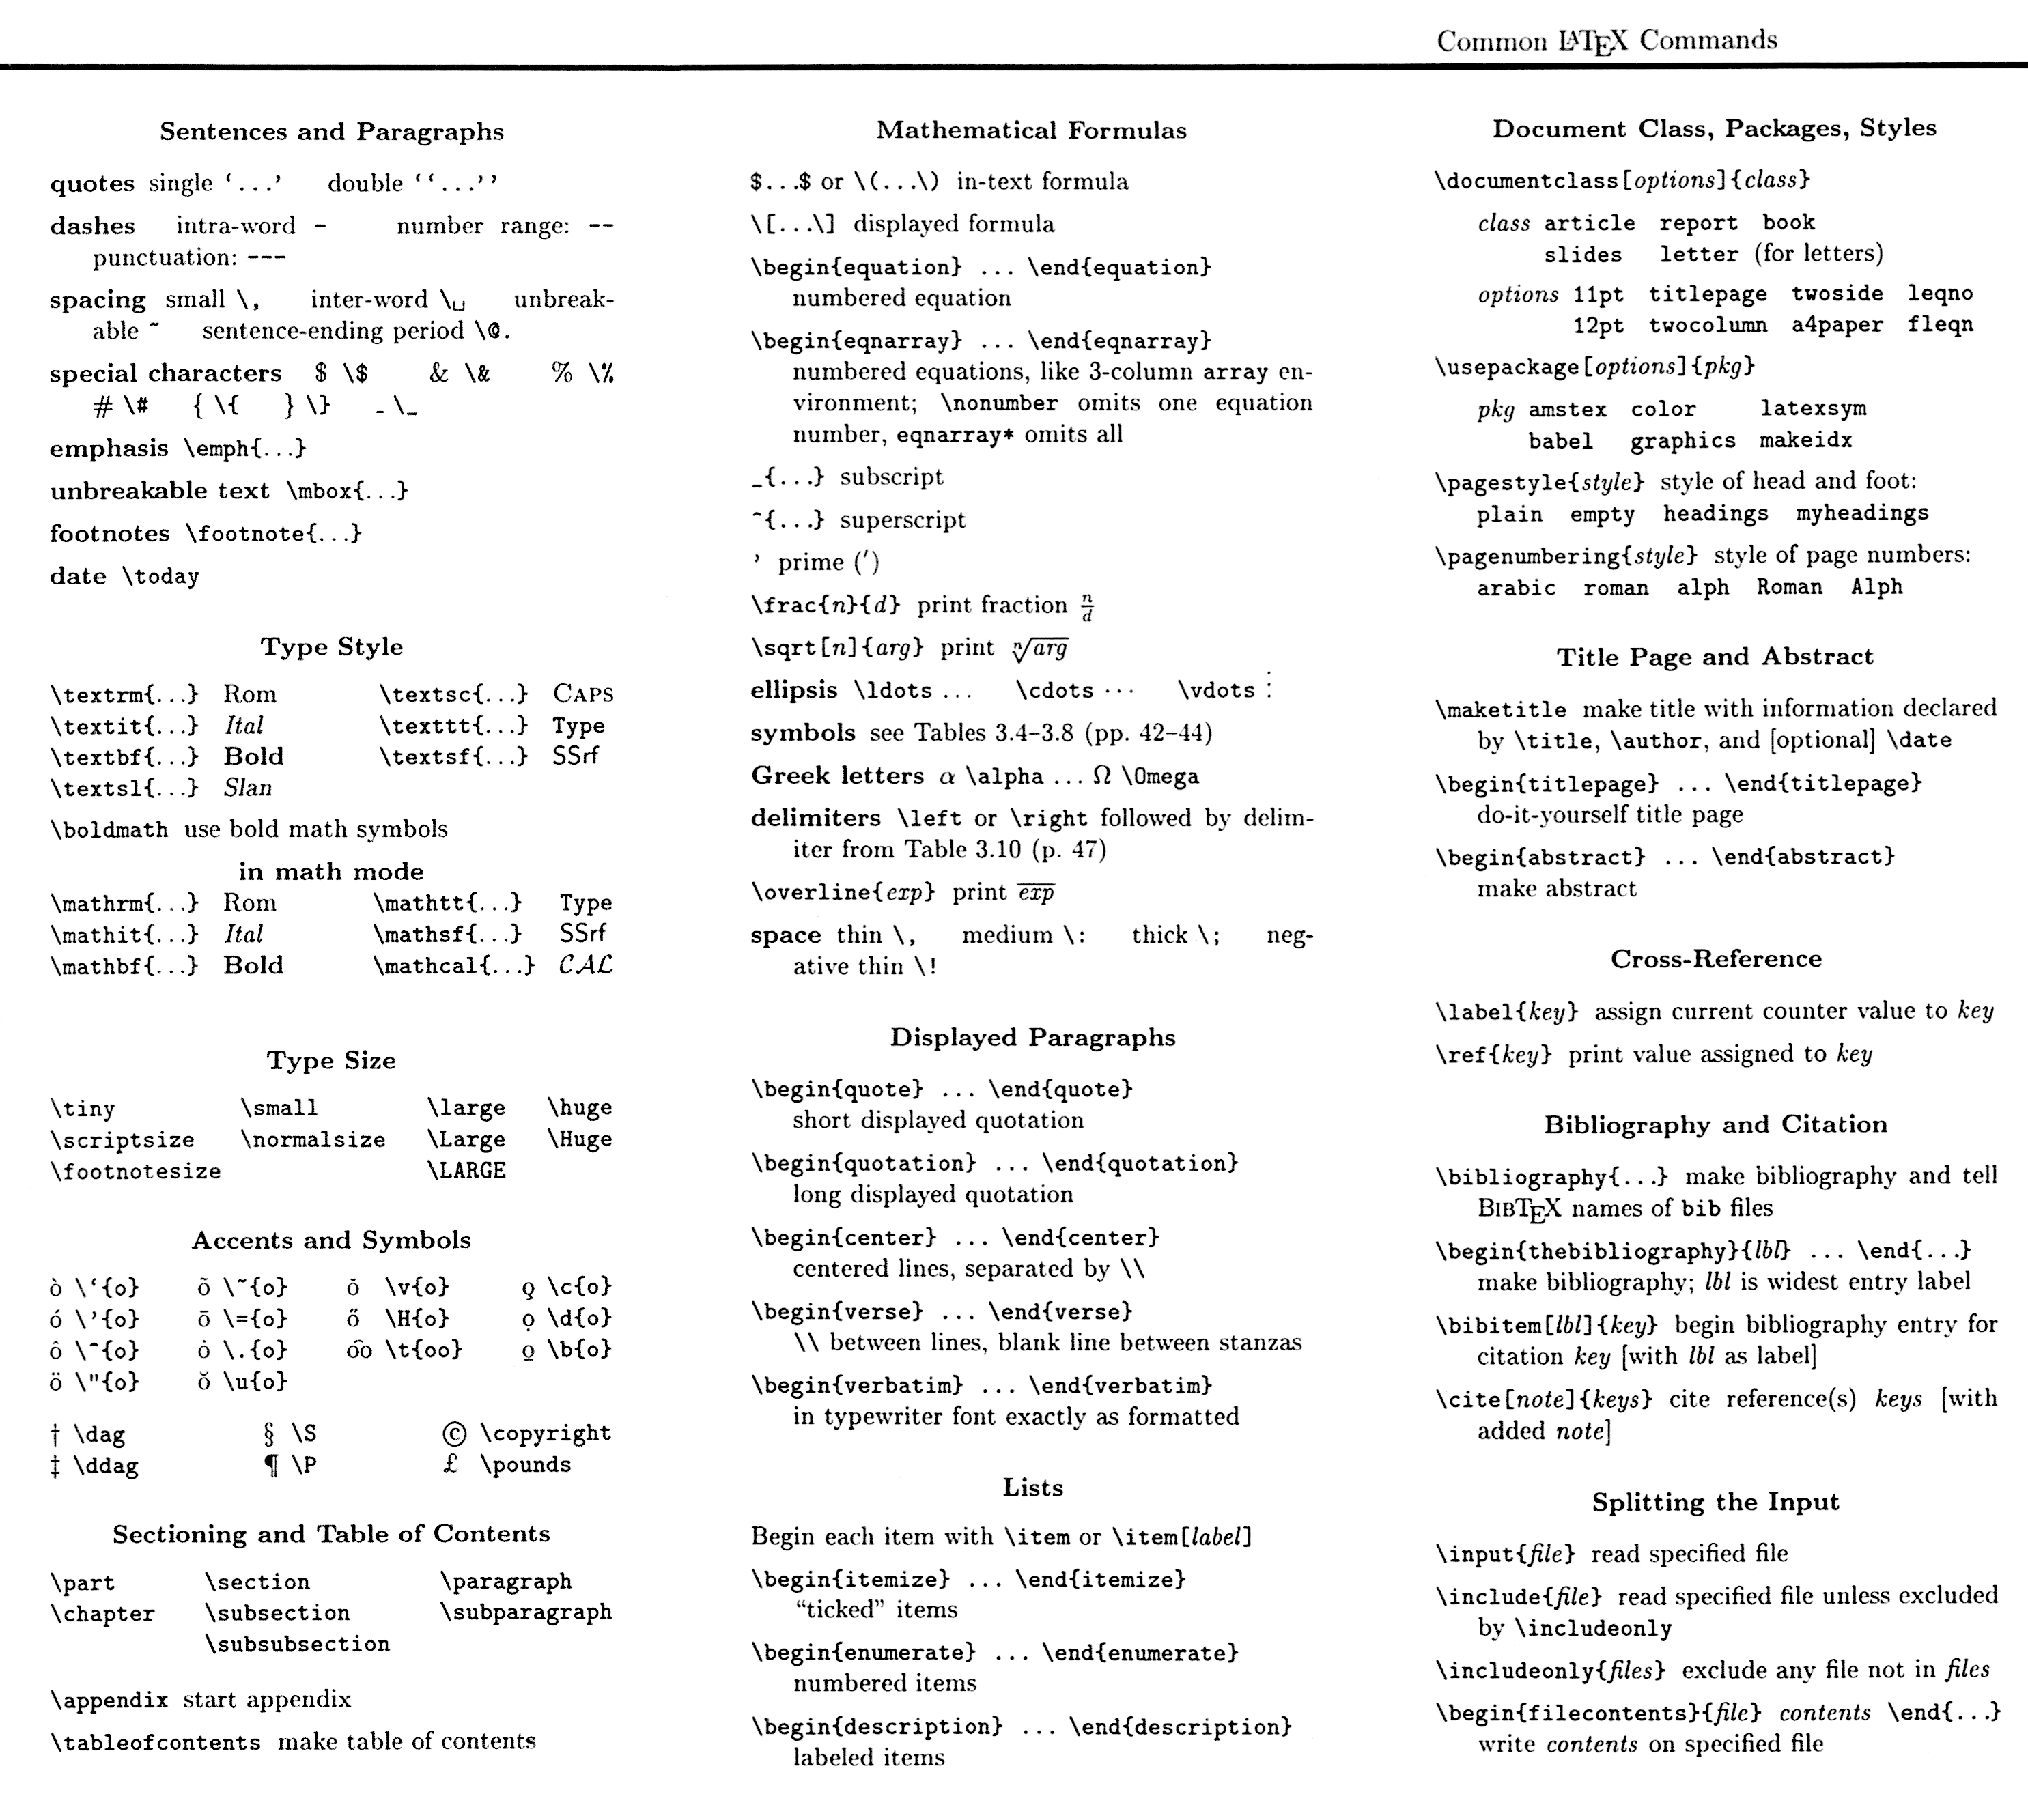 Common LATEX Commands
Sentences and Paragraphs
quotes single ‘...’ double ‘‘...’’
dashes intra-word - number range: --
punctuation: ---
spacing small \, inter-word \␣ unbreak-
able ~ sentence-ending period \@.
special characters $ \$ & \& % \%
# \# { \{ } \} _ \_
emphasis \emph{...}
unbreakable text \mbox{...}
footnotes \footnote{...}
date \today
Type Style
\textrm{...} Rom \textsc{...} CAPS
\textit{...} Ital \texttt{...} Type
\textbf{...} Bold \textsf{...} SSrf
\textsl{...} Slan
\boldmath use bold math symbols
in math mode
\mathrm{...} Rom \mathtt{...} Type
\mathit{...} Ital \mathsf{...} SSrf
\mathbf{...} Bold \mathcal{...} CAL
Type Size
\tiny \small \large \huge
\scriptsize \normalsize \Large \Huge
\footnotesize \LARGE
Accents and Symbols
ò \‘{o} õ \~{o} ǒ \v{o} o̧ \c{o}
ó \’{o} ō \={o} ő \H{o} ọ \d{o}
ô \^{o} ȯ \.{o} o͡o \t{oo} o̱ \b{o}
ö \"{o} ŏ \u{o}
† \dag § \S © \copyright
‡ \ddag ¶ \P £ \pounds
Sectioning and Table of Contents
\part \section \paragraph
\chapter \subsection \subparagraph
\subsubsection
\appendix start appendix
\tableofcontents make table of contents
Mathematical Formulas
$...$ or \(...\) in-text formula
\[...\] displayed formula
\begin{equation} ... \end{equation}
numbered equation
\begin{eqnarray} ... \end{eqnarray}
numbered equations, like 3-column array en-
vironment; \nonumber omits one equation
number, eqnarray* omits all
_{...} subscript
^{...} superscript
’ prime (′)
\frac{n}{d} print fraction n/d
\sqrt[n]{arg} print ⁿ√arg
ellipsis \ldots ... \cdots ··· \vdots ⋮
symbols see Tables 3.4–3.8 (pp. 42–44)
Greek letters α \alpha ... Ω \Omega
delimiters \left or \right followed by delim-
iter from Table 3.10 (p. 47)
\overline{exp} print e̅x̅p̅
space thin \, medium \: thick \; neg-
ative thin \!
Displayed Paragraphs
\begin{quote} ... \end{quote}
short displayed quotation
\begin{quotation} ... \end{quotation}
long displayed quotation
\begin{center} ... \end{center}
centered lines, separated by \\
\begin{verse} ... \end{verse}
\\ between lines, blank line between stanzas
\begin{verbatim} ... \end{verbatim}
in typewriter font exactly as formatted
Lists
Begin each item with \item or \item[label]
\begin{itemize} ... \end{itemize}
“ticked” items
\begin{enumerate} ... \end{enumerate}
numbered items
\begin{description} ... \end{description}
labeled items
Document Class, Packages, Styles
\documentclass[options]{class}
class article report book
slides letter (for letters)
options 11pt titlepage twoside leqno
12pt twocolumn a4paper fleqn
\usepackage[options]{pkg}
pkg amstex color latexsym
babel graphics makeidx
\pagestyle{style} style of head and foot:
plain empty headings myheadings
\pagenumbering{style} style of page numbers:
arabic roman alph Roman Alph
Title Page and Abstract
\maketitle make title with information declared
by \title, \author, and [optional] \date
\begin{titlepage} ... \end{titlepage}
do-it-yourself title page
\begin{abstract} ... \end{abstract}
make abstract
Cross-Reference
\label{key} assign current counter value to key
\ref{key} print value assigned to key
Bibliography and Citation
\bibliography{...} make bibliography and tell
BIBTEX names of bib files
\begin{thebibliography}{lbl} ... \end{...}
make bibliography; lbl is widest entry label
\bibitem[lbl]{key} begin bibliography entry for
citation key [with lbl as label]
\cite[note]{keys} cite reference(s) keys [with
added note]
Splitting the Input
\input{file} read specified file
\include{file} read specified file unless excluded
by \includeonly
\includeonly{files} exclude any file not in files
\begin{filecontents}{file} contents \end{...}
write contents on specified file